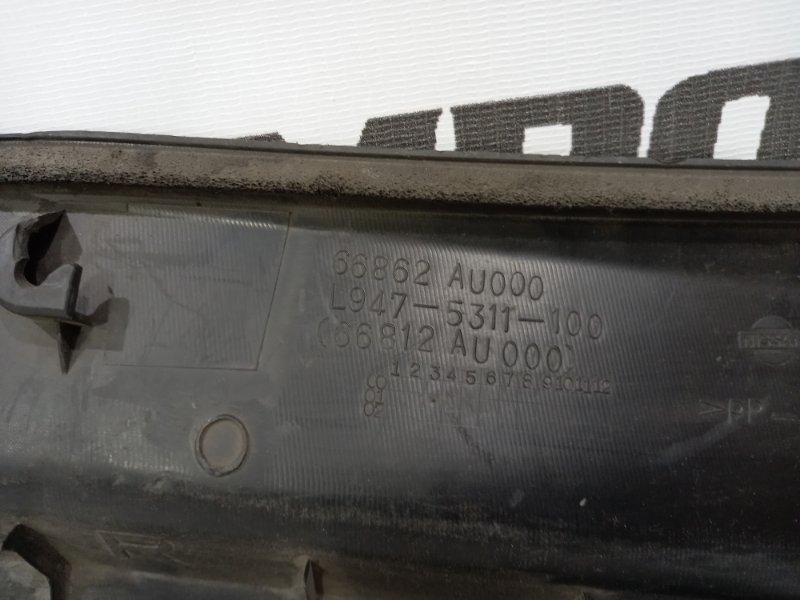 66862 AU000
L947-5311-100
(66812 AU000)
1 2 3 4 5 6 7 8 9 10 11 12
NISSAN
>PP